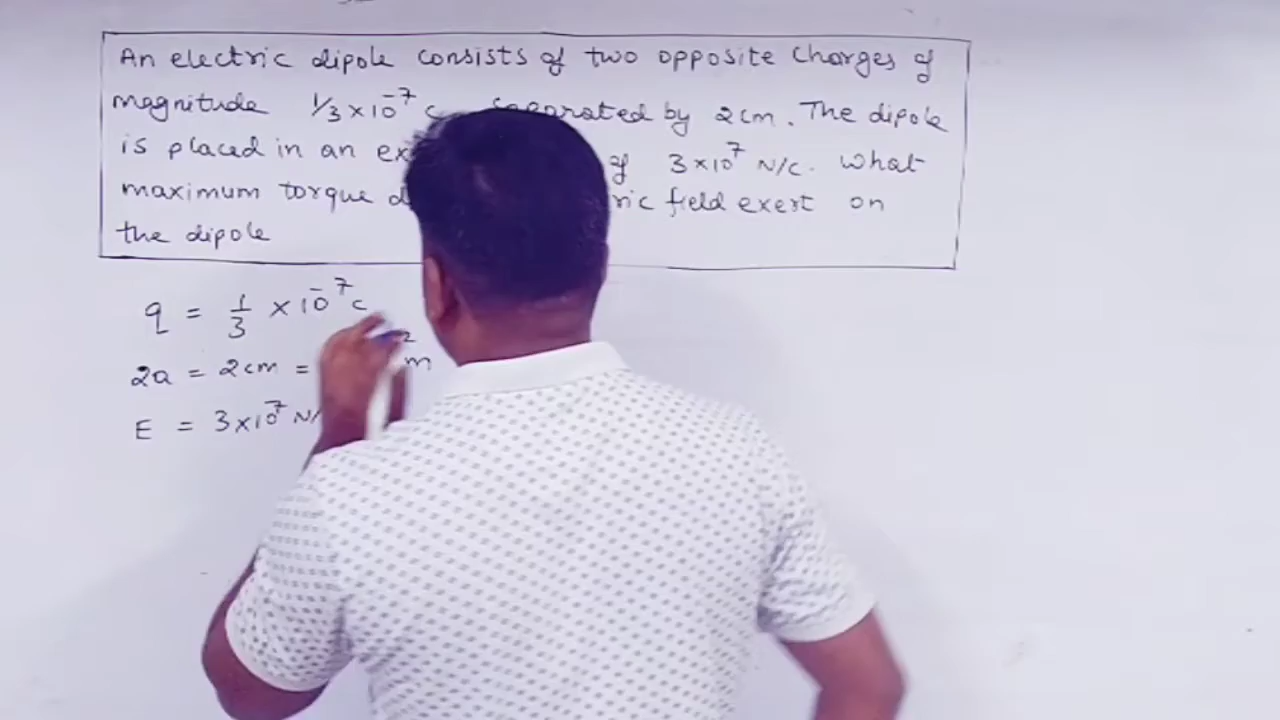 An electric dipole consists of two opposite charges of
magnitude 1/3 × 10⁻⁷ c separated by 2cm. The dipole
is placed in an of 3×10⁷ N/C. What
maximum torque field exert on
the dipole
q = 1/3 × 10⁻⁷ c
2a = 2cm = m
E = 3×10⁷ N/